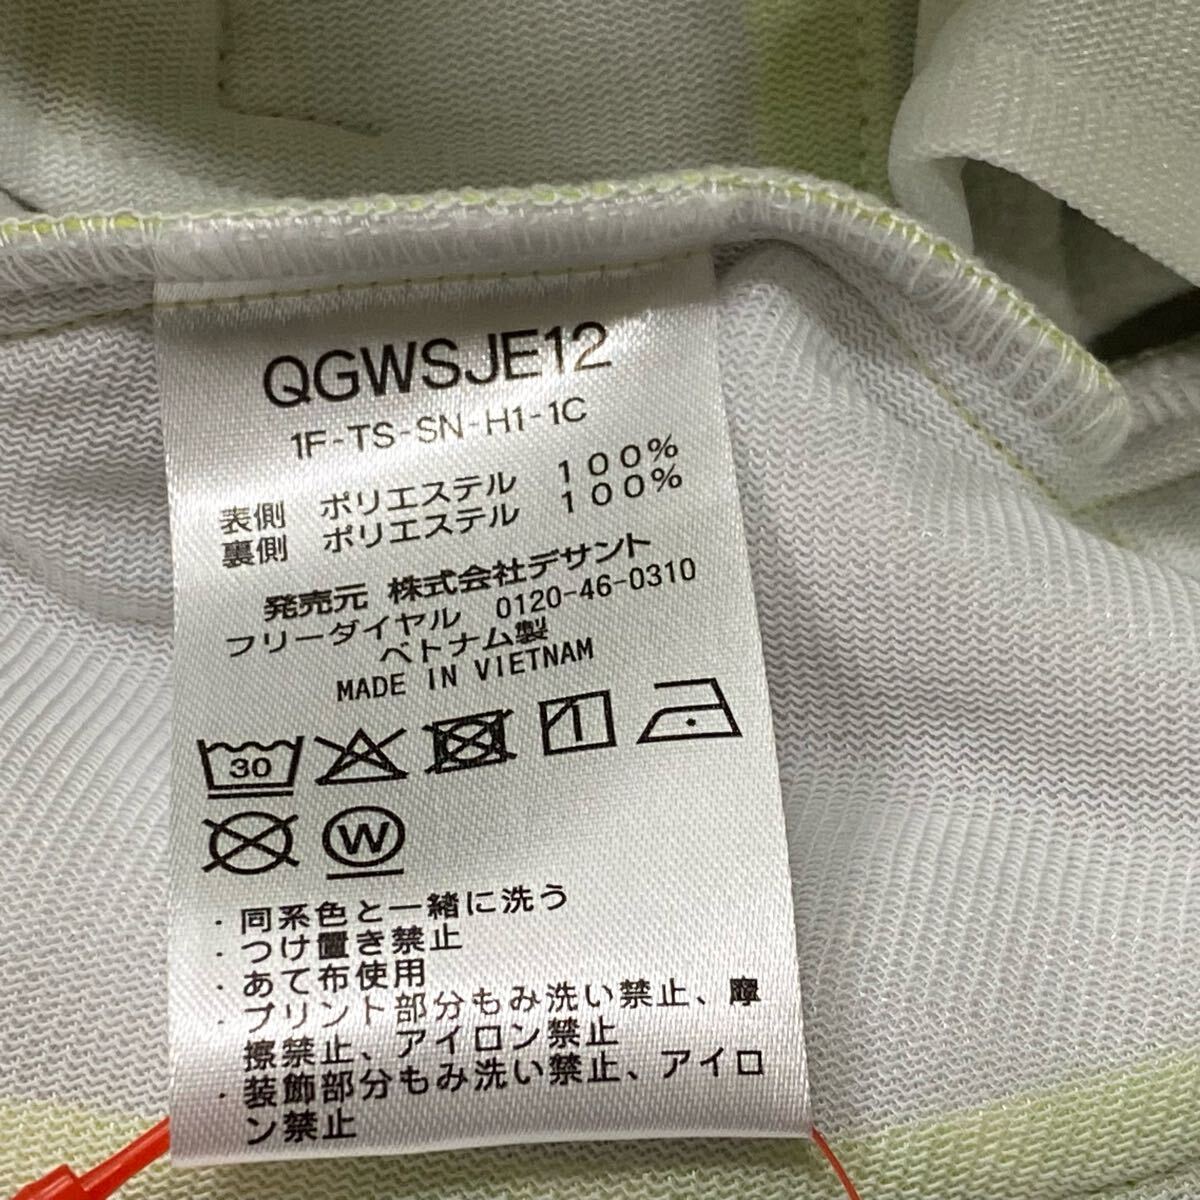 QGWSJE12
1F-TS-SN-H1-1C
表側 ポリエステル 100%
裏側 ポリエステル 100%
発売元 株式会社デサント
フリーダイヤル 0120-46-0310
ベトナム製
MADE IN VIETNAM
30
W
・同系色と一緒に洗う
・つけ置き禁止
・あて布使用
・プリント部分もみ洗い禁止、摩
擦禁止、アイロン禁止
・装飾部分もみ洗い禁止、アイロ
ン禁止